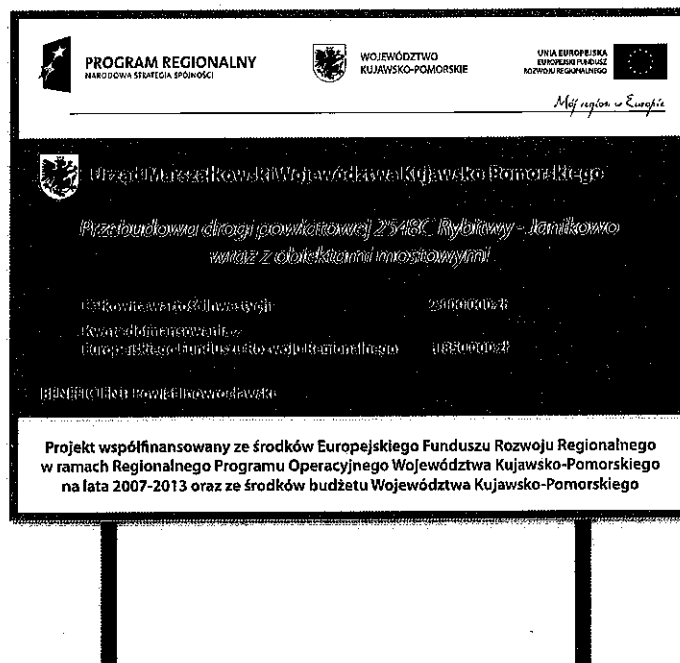 PROGRAM REGIONALNY
NARODOWA STRATEGIA SPÓJNOŚCI
WOJEWÓDZTWO
KUJAWSKO-POMORSKIE
UNIA EUROPEJSKA
EUROPEJSKI FUNDUSZ
ROZWOJU REGIONALNEGO
Mój region w Europie
Urząd Marszałkowski Województwa Kujawsko Pomorskiego
Przebudowa drogi powiatowej 2548C Rybitwy - Janikowo
wraz z obiektami mostowymi
Całkowita wartość inwestycji
Kwota dofinansowania z
Europejskiego Funduszu Rozwoju Regionalnego
BENEFICJENT: Powiat Inowrocławski
Projekt współfinansowany ze środków Europejskiego Funduszu Rozwoju Regionalnego
w ramach Regionalnego Programu Operacyjnego Województwa Kujawsko-Pomorskiego
na lata 2007-2013 oraz ze środków budżetu Województwa Kujawsko-Pomorskiego